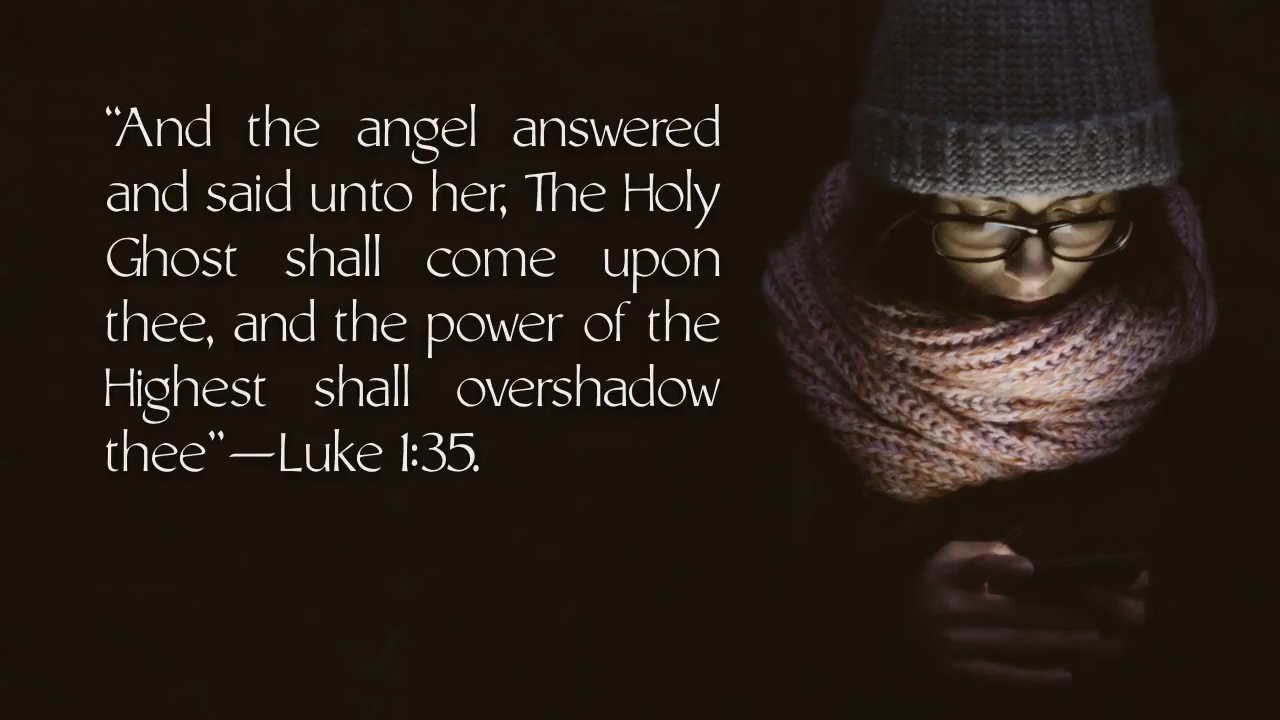 “And the angel answered
and said unto her, The Holy
Ghost shall come upon
thee, and the power of the
Highest shall overshadow
thee”—Luke 1:35.